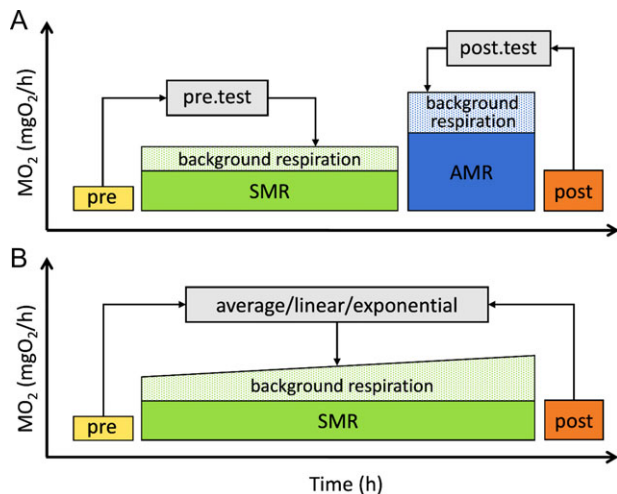 A
MO₂ (mgO₂/h)
pre.test
post.test
background respiration
background
respiration
pre
SMR
AMR
post
B
MO₂ (mgO₂/h)
average/linear/exponential
background respiration
pre
SMR
post
Time (h)